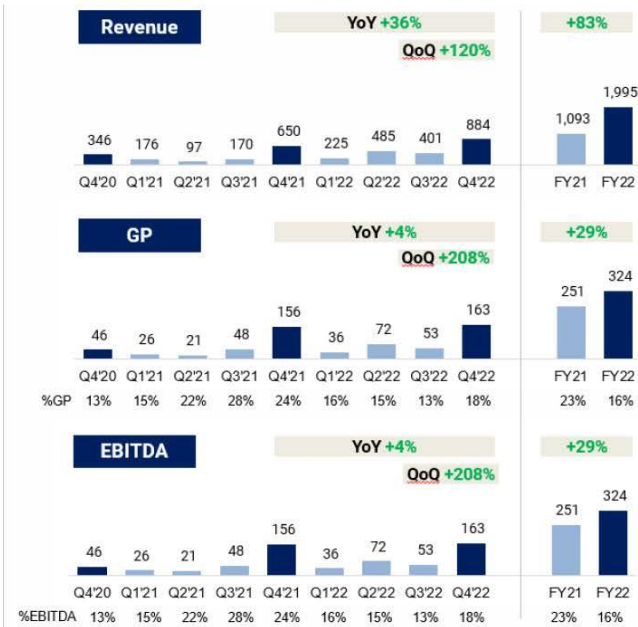 Revenue YoY +36% +83%
QoQ +120%
346 176 97 170 650 225 485 401 884 1,093 1,995
Q4'20 Q1'21 Q2'21 Q3'21 Q4'21 Q1'22 Q2'22 Q3'22 Q4'22 FY21 FY22
GP YoY +4% +29%
QoQ +208%
46 26 21 48 156 36 72 53 163 251 324
Q4'20 Q1'21 Q2'21 Q3'21 Q4'21 Q1'22 Q2'22 Q3'22 Q4'22 FY21 FY22
%GP 13% 15% 22% 28% 24% 16% 15% 13% 18% 23% 16%
EBITDA YoY +4% +29%
QoQ +208%
46 26 21 48 156 36 72 53 163 251 324
Q4'20 Q1'21 Q2'21 Q3'21 Q4'21 Q1'22 Q2'22 Q3'22 Q4'22 FY21 FY22
%EBITDA 13% 15% 22% 28% 24% 16% 15% 13% 18% 23% 16%